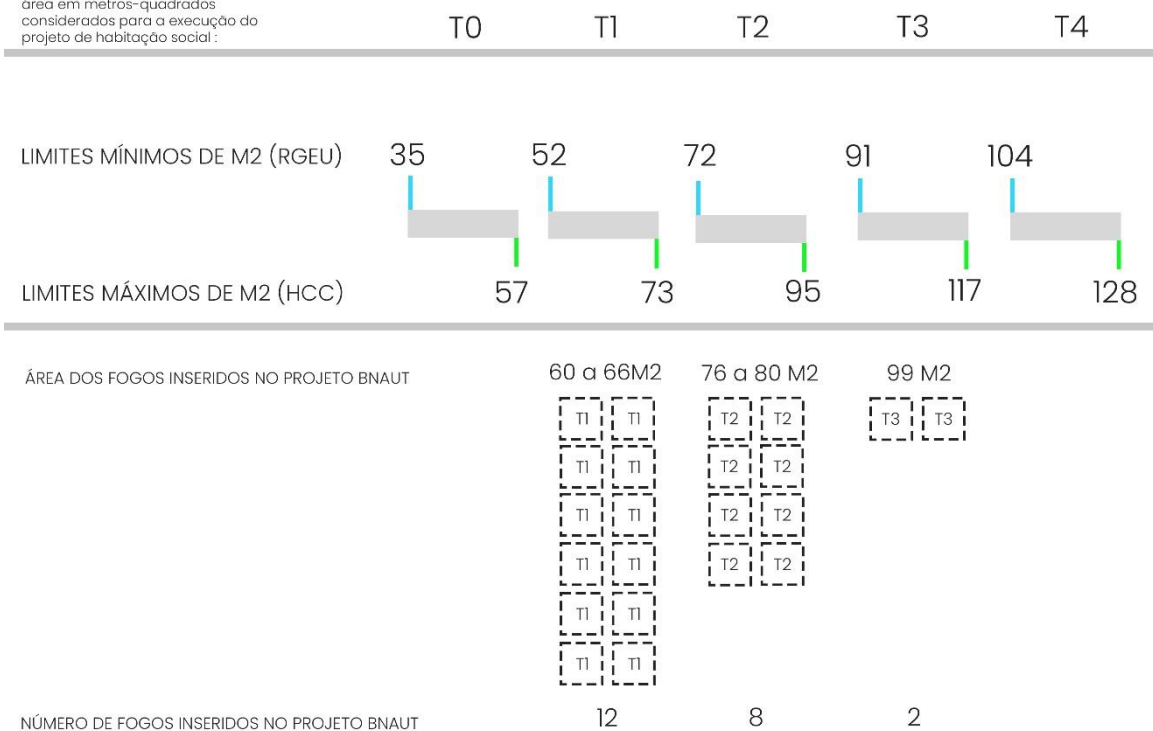 área em metros-quadrados
considerados para a execução do
projeto de habitação social :
T0 T1 T2 T3 T4
LIMITES MÍNIMOS DE M2 (RGEU) 35 52 72 91 104
LIMITES MÁXIMOS DE M2 (HCC) 57 73 95 117 128
ÁREA DOS FOGOS INSERIDOS NO PROJETO BNAUT 60 a 66M2 76 a 80 M2 99 M2
T1 T1 T2 T2 T3 T3
T1 T1 T2 T2
T1 T1 T2 T2
T1 T1 T2 T2
T1 T1
T1 T1
NÚMERO DE FOGOS INSERIDOS NO PROJETO BNAUT 12 8 2